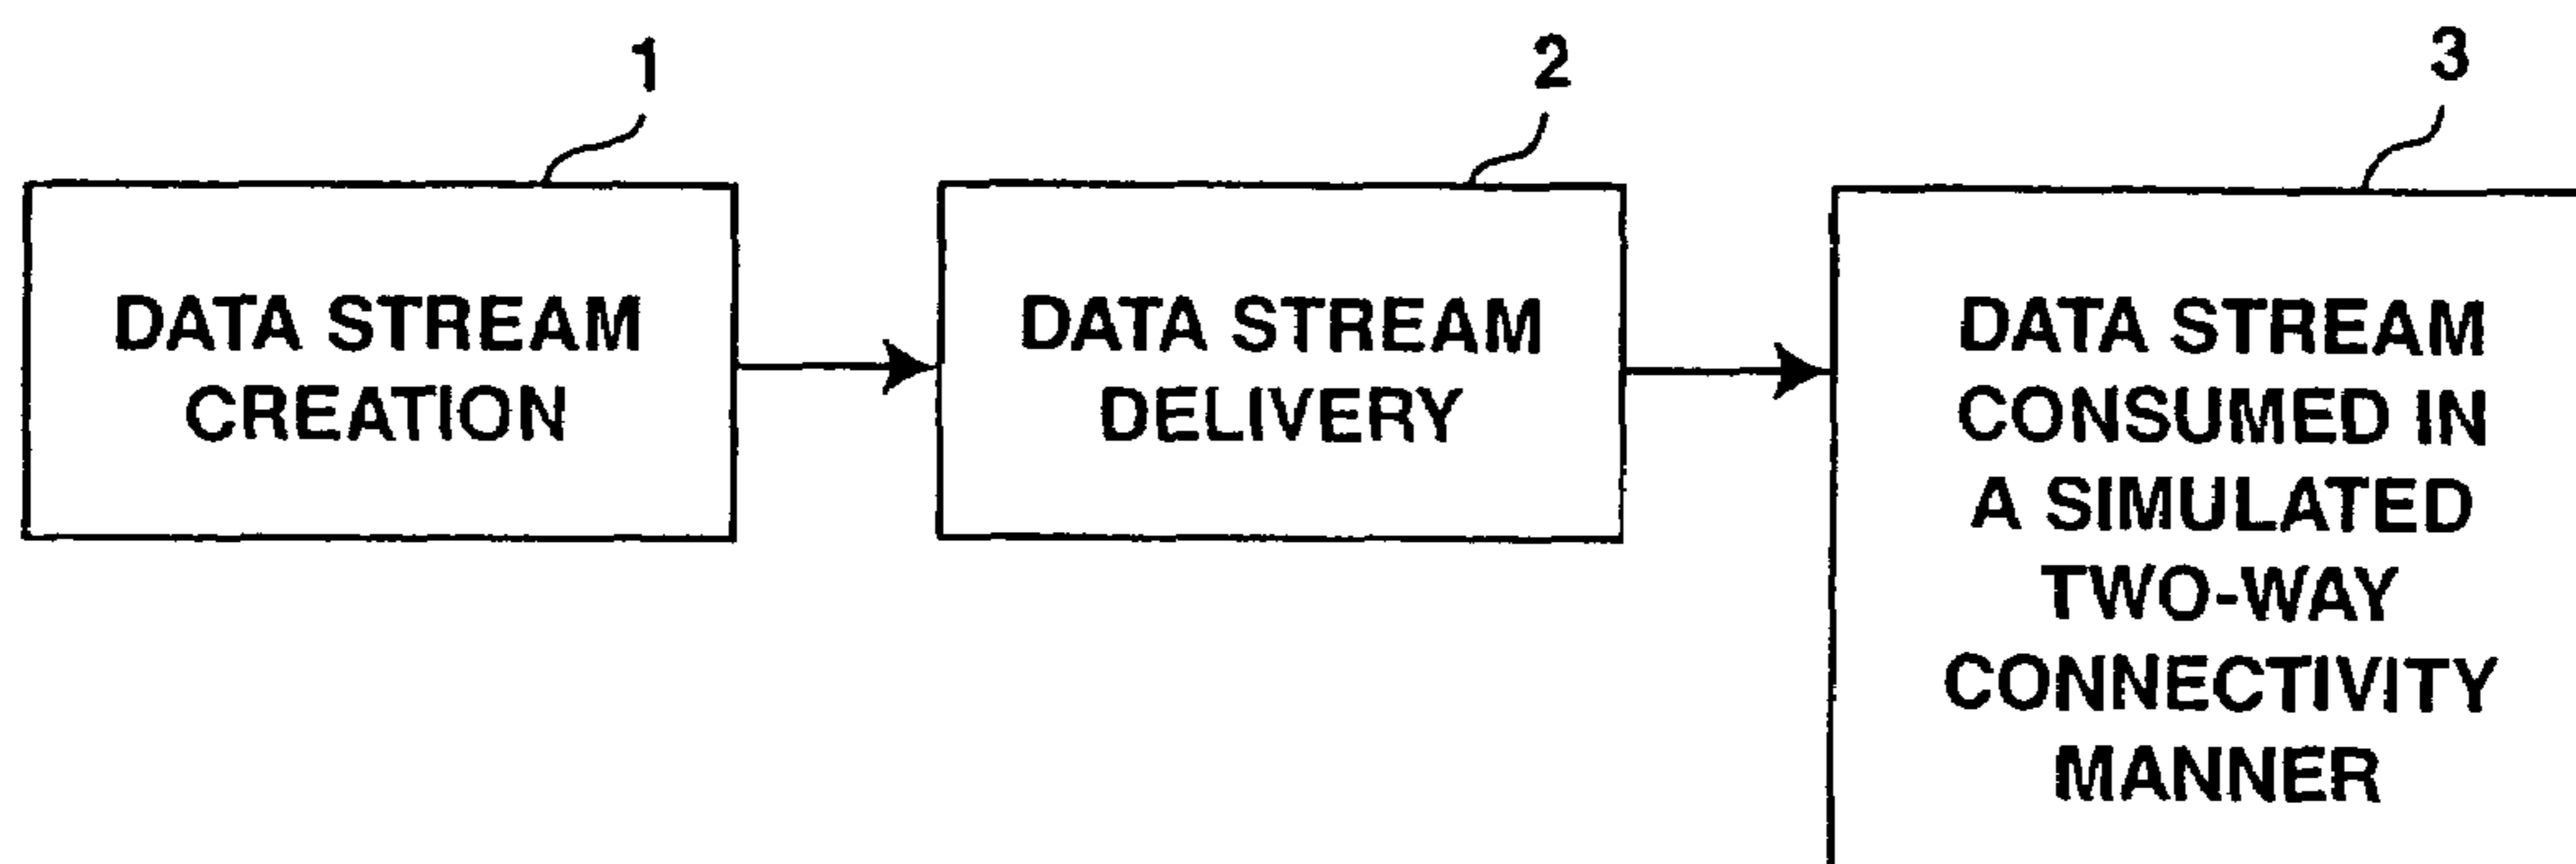 1
2
3
DATA STREAM
CREATION
DATA STREAM
DELIVERY
DATA STREAM
CONSUMED IN
A SIMULATED
TWO-WAY
CONNECTIVITY
MANNER